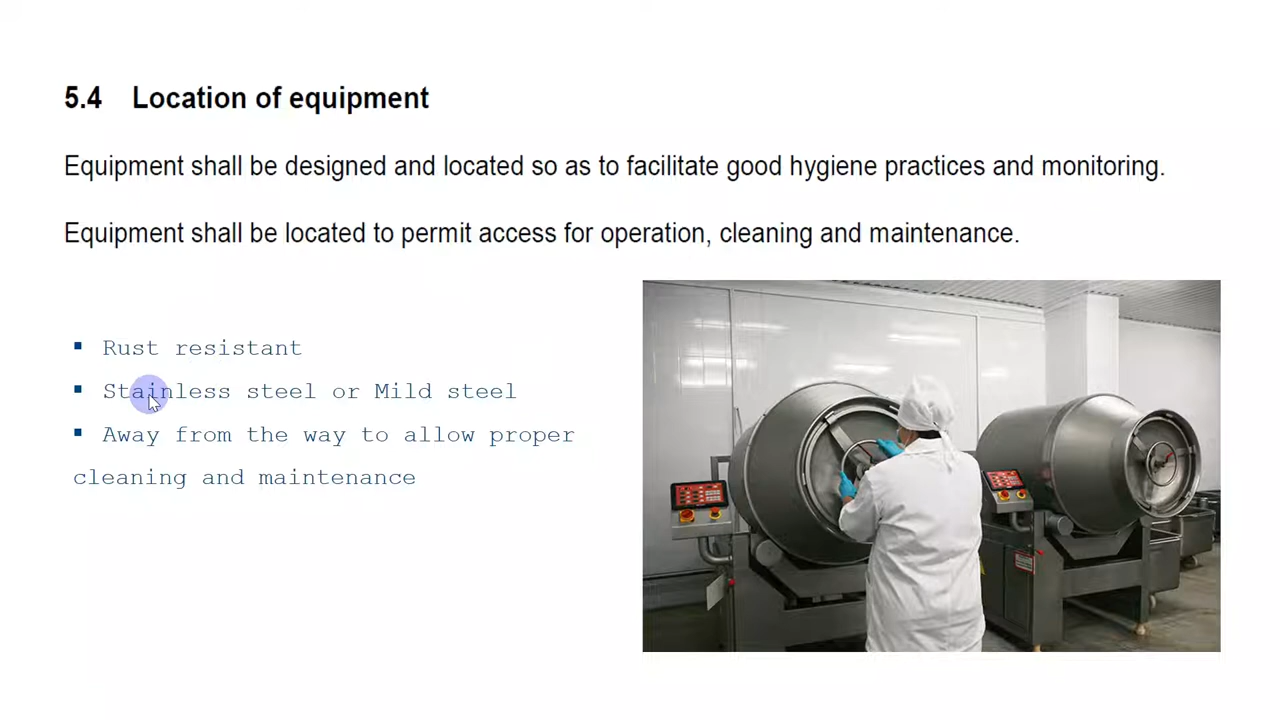 5.4 Location of equipment
Equipment shall be designed and located so as to facilitate good hygiene practices and monitoring.
Equipment shall be located to permit access for operation, cleaning and maintenance.
▪ Rust resistant
▪ Stainless steel or Mild steel
▪ Away from the way to allow proper
cleaning and maintenance